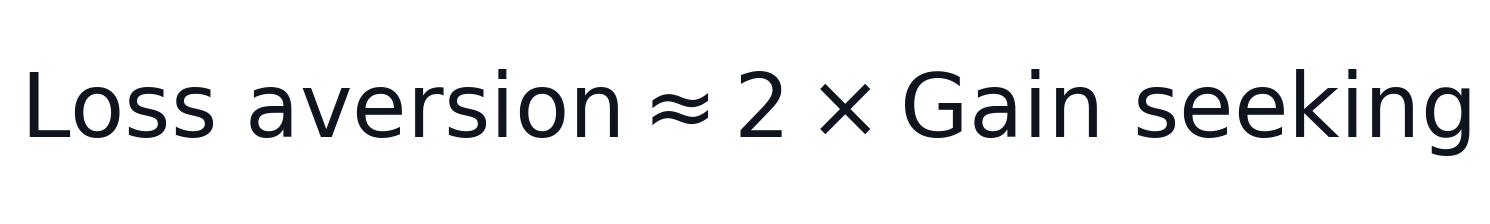 Loss aversion ≈ 2 × Gain seeking